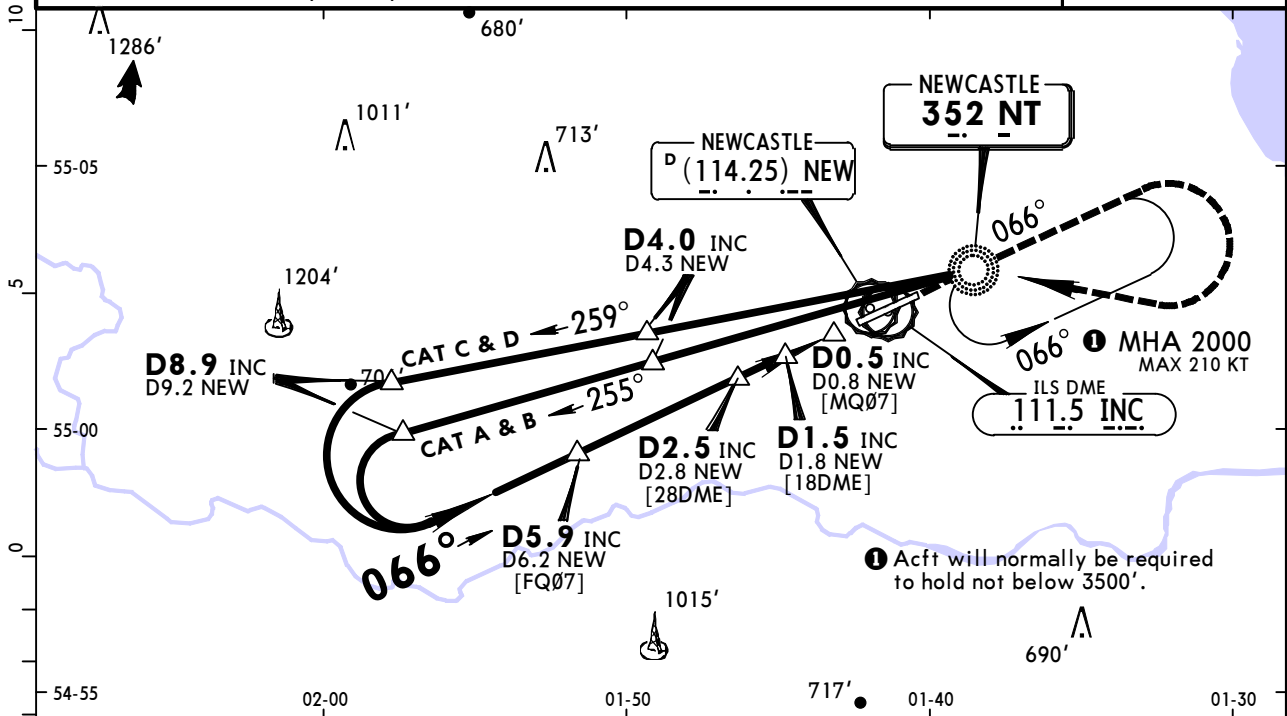 10
1286'
680'
1011'
713'
55-05
NEWCASTLE
352 NT
NEWCASTLE
D (114.25) NEW
066°
D4.0 INC
D4.3 NEW
5
1204'
259°
CAT C & D
D8.9 INC
D9.2 NEW
066°
1 MHA 2000
MAX 210 KT
D0.5 INC
D0.8 NEW
[MQ07]
ILS DME
111.5 INC
255°
CAT A & B
55-00
D2.5 INC
D2.8 NEW
[28DME]
D1.5 INC
D1.8 NEW
[18DME]
066°
D5.9 INC
D6.2 NEW
[FQ07]
0
1 Acft will normally be required
to hold not below 3500'.
1015'
690'
717'
54-55
02-00
01-50
01-40
01-30